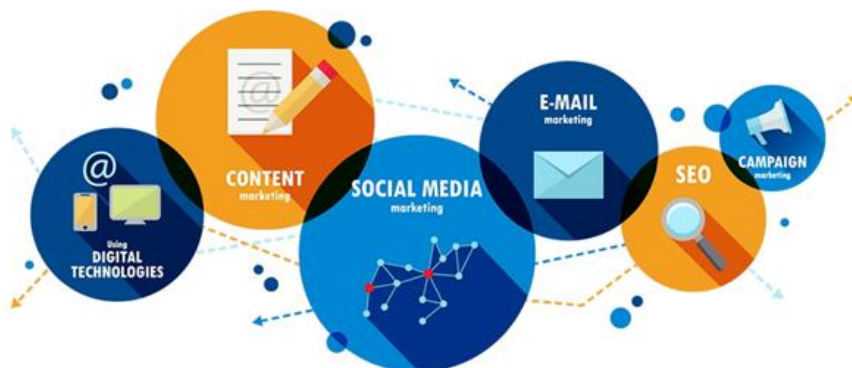 @
Using
DIGITAL
TECHNOLOGIES
@
CONTENT
marketing
SOCIAL MEDIA
marketing
E-MAIL
marketing
SEO
CAMPAIGN
marketing